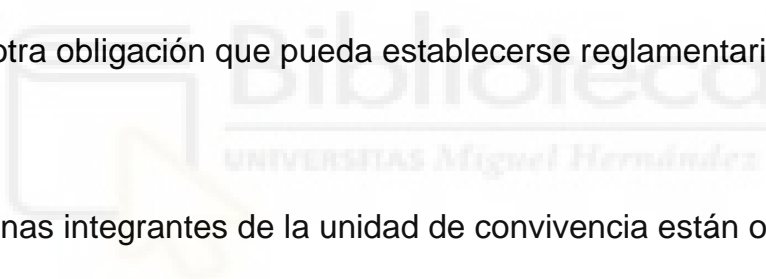 otra obligación que pueda establecerse reglamentari
Biblioteca
UNIVERSITAS Miguel Hernández
nas integrantes de la unidad de convivencia están o